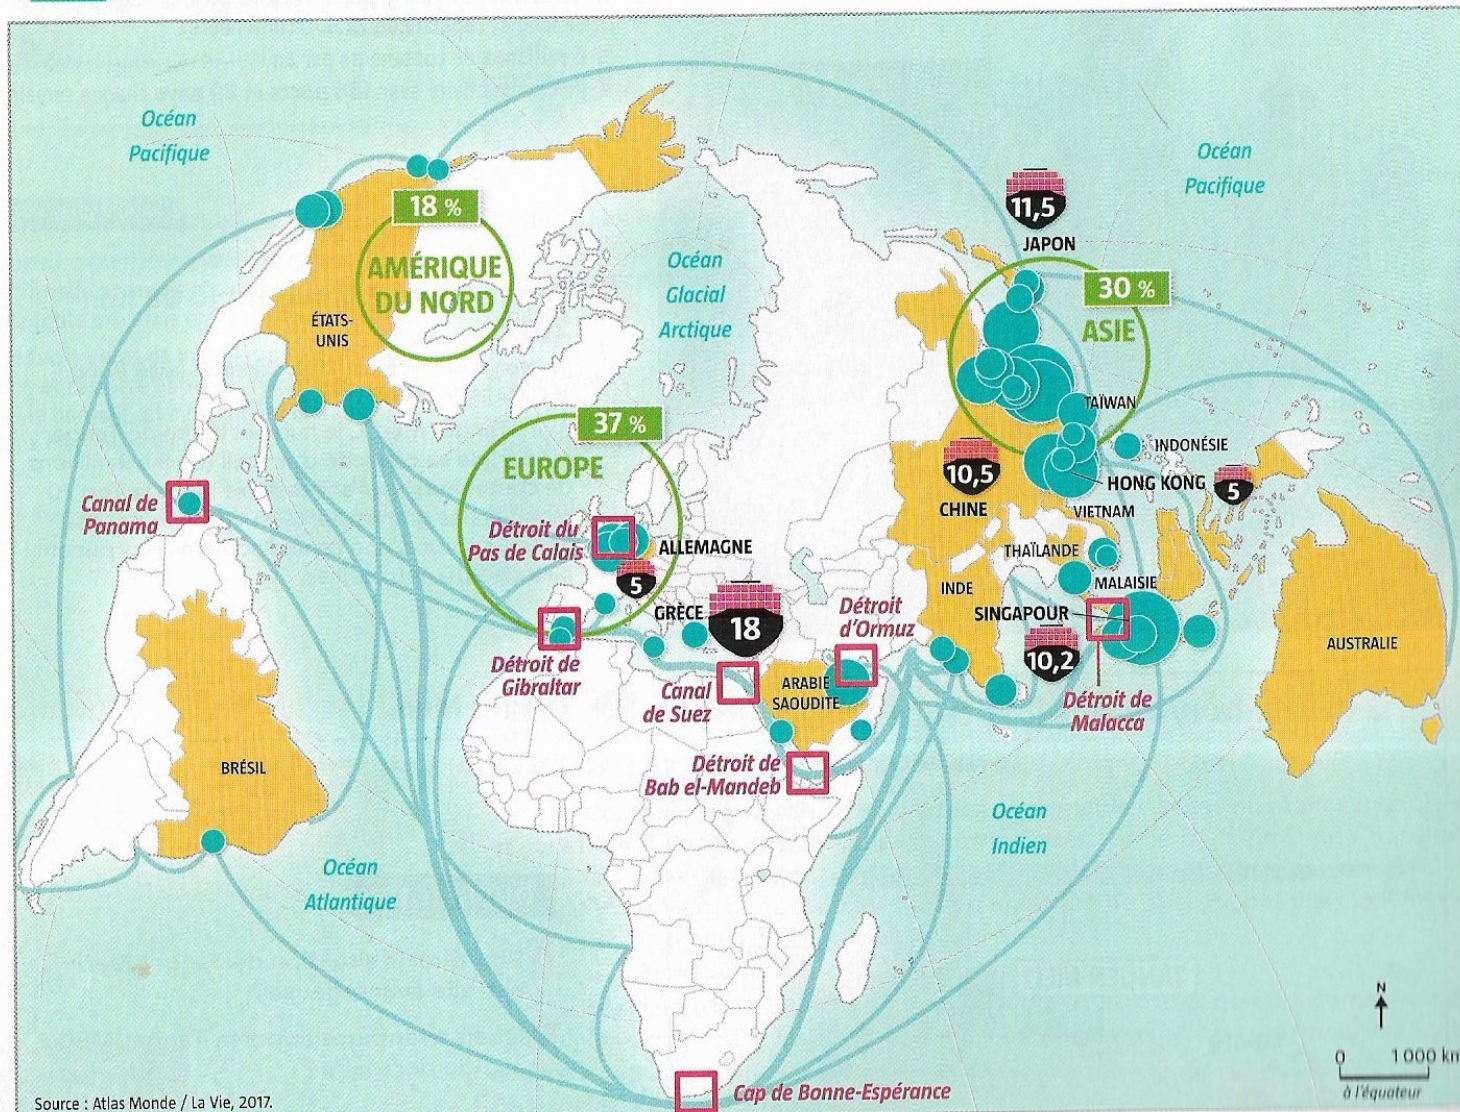 Océan
Pacifique
Océan
Pacifique
18 %
AMÉRIQUE
DU NORD
ÉTATS-
UNIS
Océan
Glacial
Arctique
11,5
JAPON
30 %
ASIE
37 %
EUROPE
TAÏWAN
INDONÉSIE
10,5
CHINE
HONG KONG
5
VIETNAM
Canal de
Panama
Détroit du
Pas de Calais
ALLEMAGNE
5
THAÏLANDE
MALAISIE
INDE
SINGAPOUR
10,2
GRÈCE
18
Détroit
d'Ormuz
AUSTRALIE
Détroit de
Gibraltar
Canal
de Suez
ARABIE
SAOUDITE
Détroit de
Malacca
BRÉSIL
Détroit de
Bab el-Mandeb
Océan
Indien
Océan
Atlantique
N
0 1 000 km
à l'équateur
Cap de Bonne-Espérance
Source : Atlas Monde / La Vie, 2017.